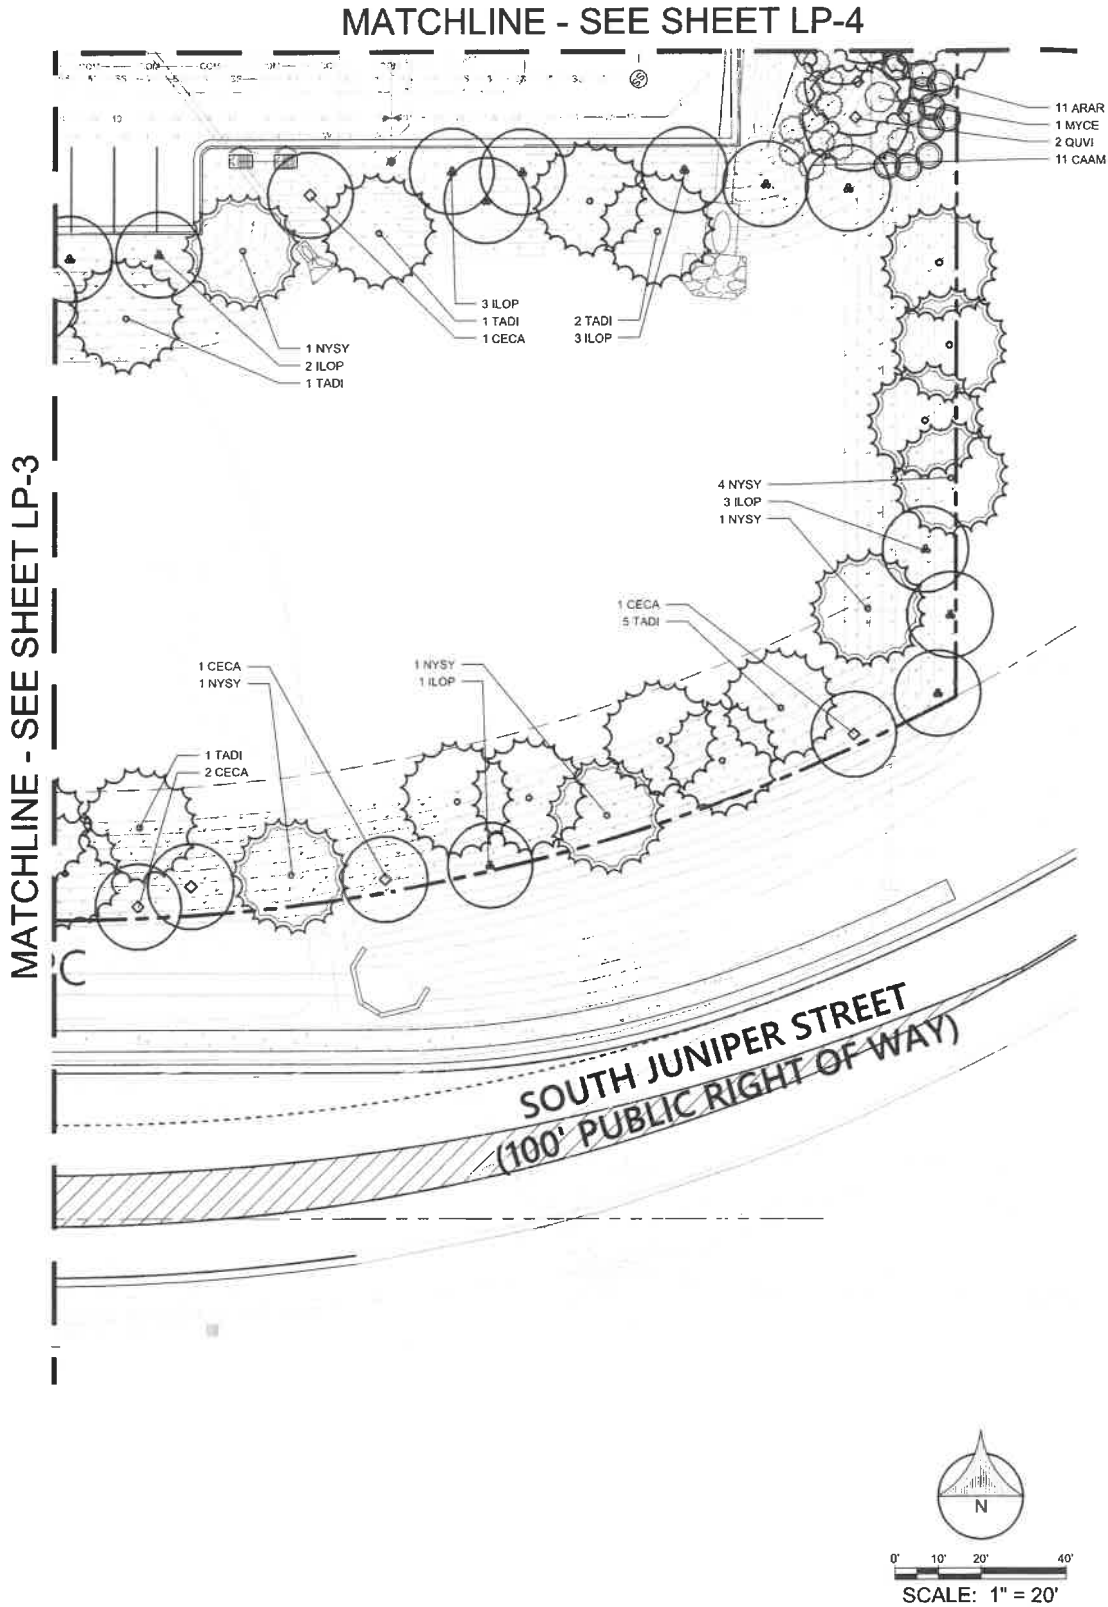 MATCHLINE - SEE SHEET LP-4
11 ARAR
1 MYCE
2 QUVI
11 CAAM
3 ILOP
1 TADI
1 CECA
2 TADI
3 ILOP
1 NYSY
2 ILOP
1 TADI
4 NYSY
3 ILOP
1 NYSY
MATCHLINE - SEE SHEET LP-3
1 CECA
5 TADI
1 CECA
1 NYSY
1 NYSY
1 ILOP
1 TADI
2 CECA
SOUTH JUNIPER STREET
(100' PUBLIC RIGHT OF WAY)
N
0' 10' 20' 40'
SCALE: 1" = 20'